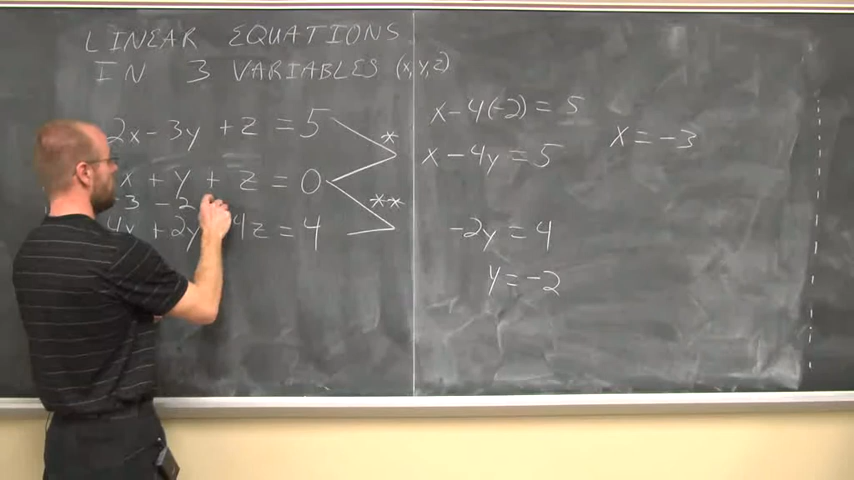 LINEAR EQUATIONS
IN 3 VARIABLES (x,y,z)
2x - 3y + z = 5
*
x + y + z = 0
-3 -2
**
4x + 2y 4z = 4
x - 4(-2) = 5
x - 4y = 5
-2y = 4
y = -2
x = -3